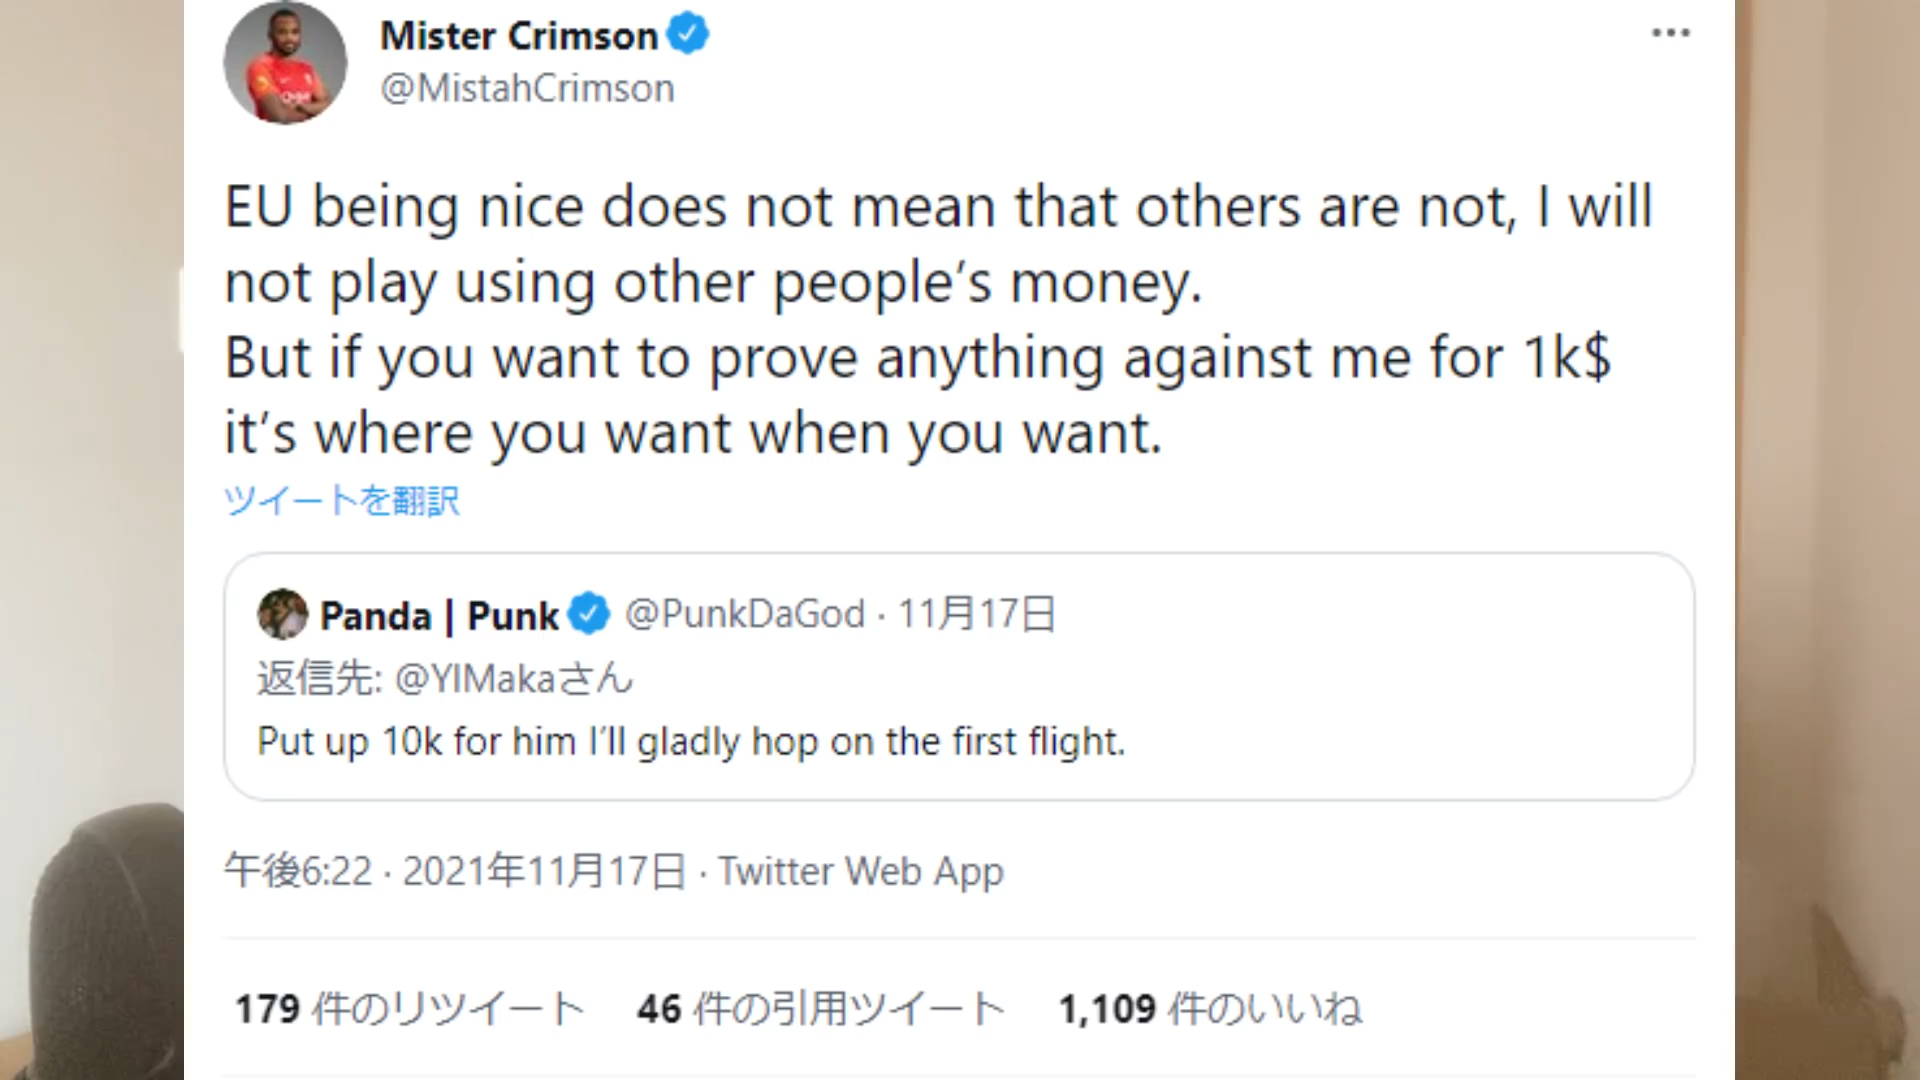 Mister Crimson
@MistahCrimson
EU being nice does not mean that others are not, I will
not play using other people’s money.
But if you want to prove anything against me for 1k$
it’s where you want when you want.
ツイートを翻訳
Panda | Punk @PunkDaGod · 11月17日
返信先: @YIMakaさん
Put up 10k for him I’ll gladly hop on the first flight.
午後6:22 · 2021年11月17日 · Twitter Web App
179 件のリツイート 46 件の引用ツイート 1,109 件のいいね